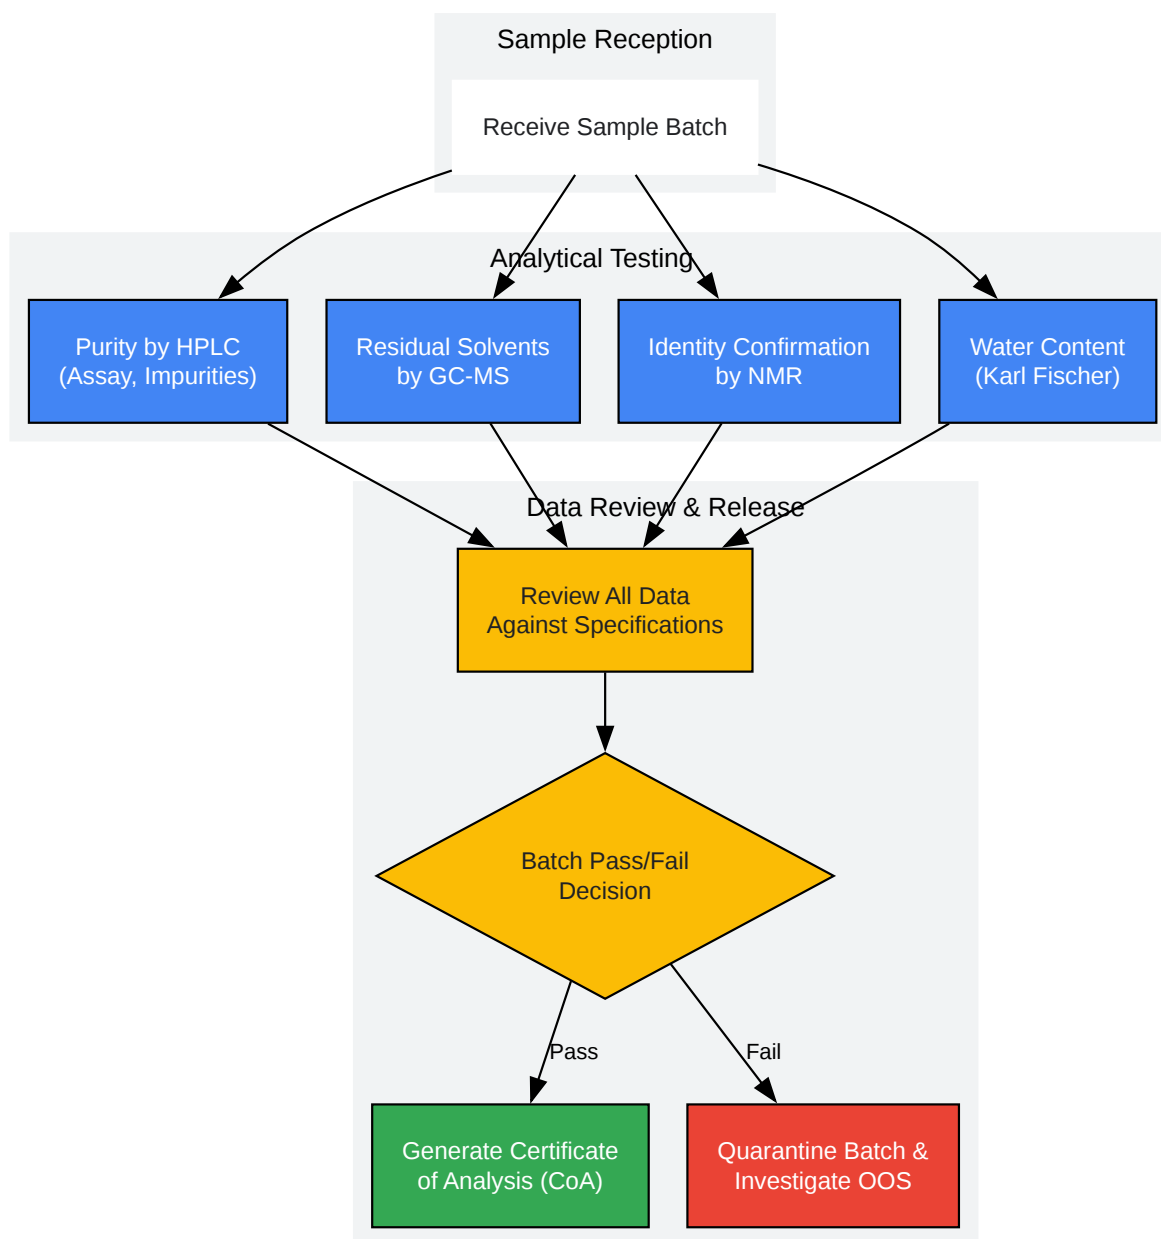 Sample Reception
Receive Sample Batch
Analytical Testing
Purity by HPLC
(Assay, Impurities)
Residual Solvents
by GC-MS
Identity Confirmation
by NMR
Water Content
(Karl Fischer)
Data Review & Release
Review All Data
Against Specifications
Batch Pass/Fail
Decision
Pass
Fail
Generate Certificate
of Analysis (CoA)
Quarantine Batch &
Investigate OOS